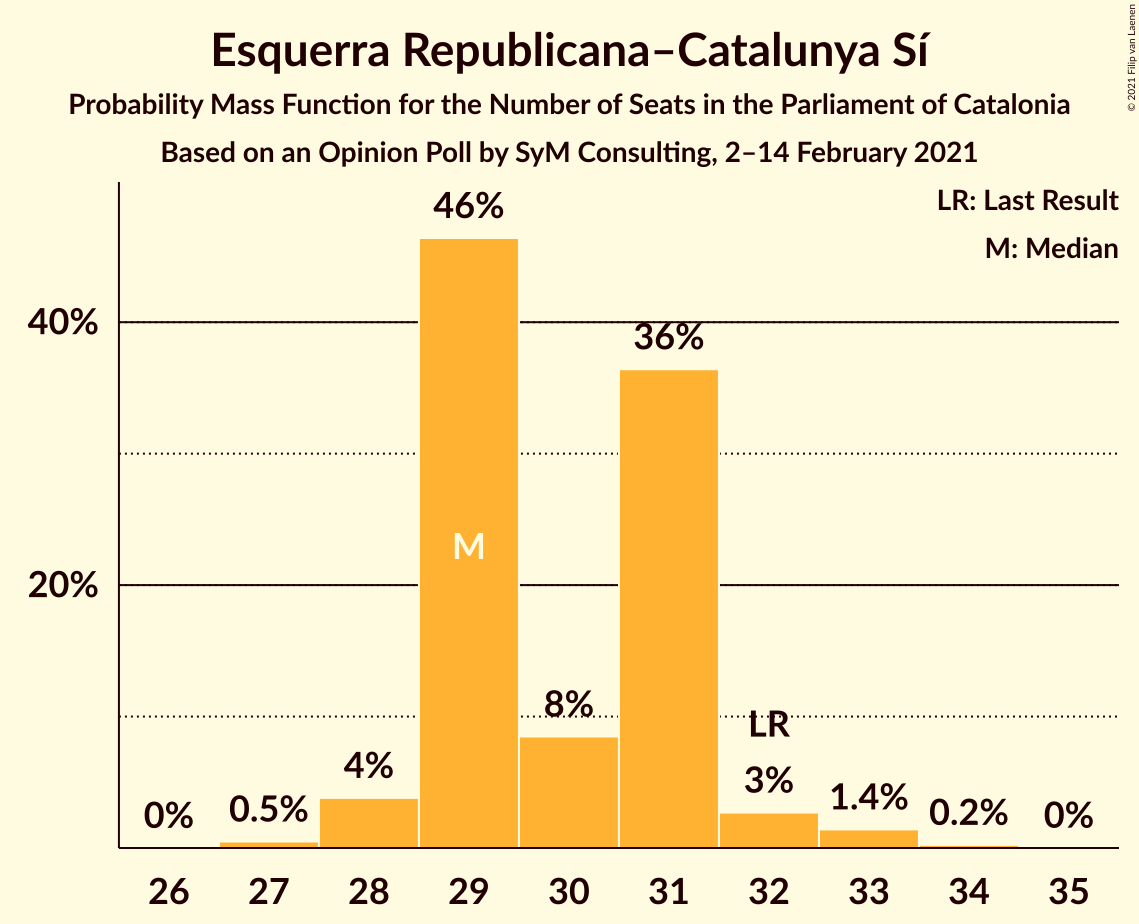 Esquerra Republicana–Catalunya Sí
Probability Mass Function for the Number of Seats in the Parliament of Catalonia
Based on an Opinion Poll by SyM Consulting, 2–14 February 2021
© 2021 Filip van Laenen
LR: Last Result
M: Median
46%
40%
36%
M
20%
8%
LR
4%
3%
1.4%
0.5%
0.2%
0%
0%
26 27 28 29 30 31 32 33 34 35